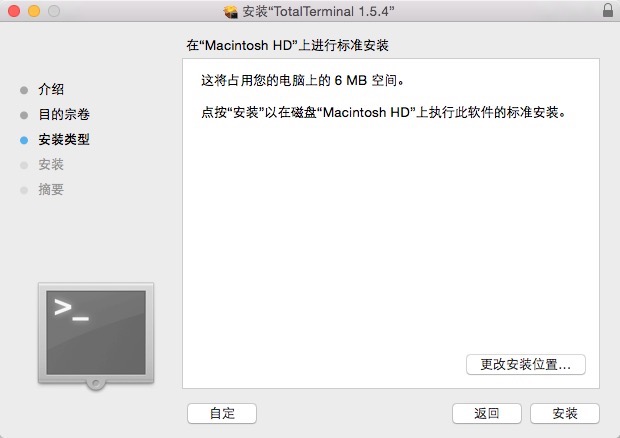 安装“TotalTerminal 1.5.4”
在“Macintosh HD”上进行标准安装
介绍
目的宗卷
安装类型
安装
摘要
这将占用您的电脑上的 6 MB 空间。
点按“安装”以在磁盘“Macintosh HD”上执行此软件的标准安装。
>_
更改安装位置...
自定
返回
安装